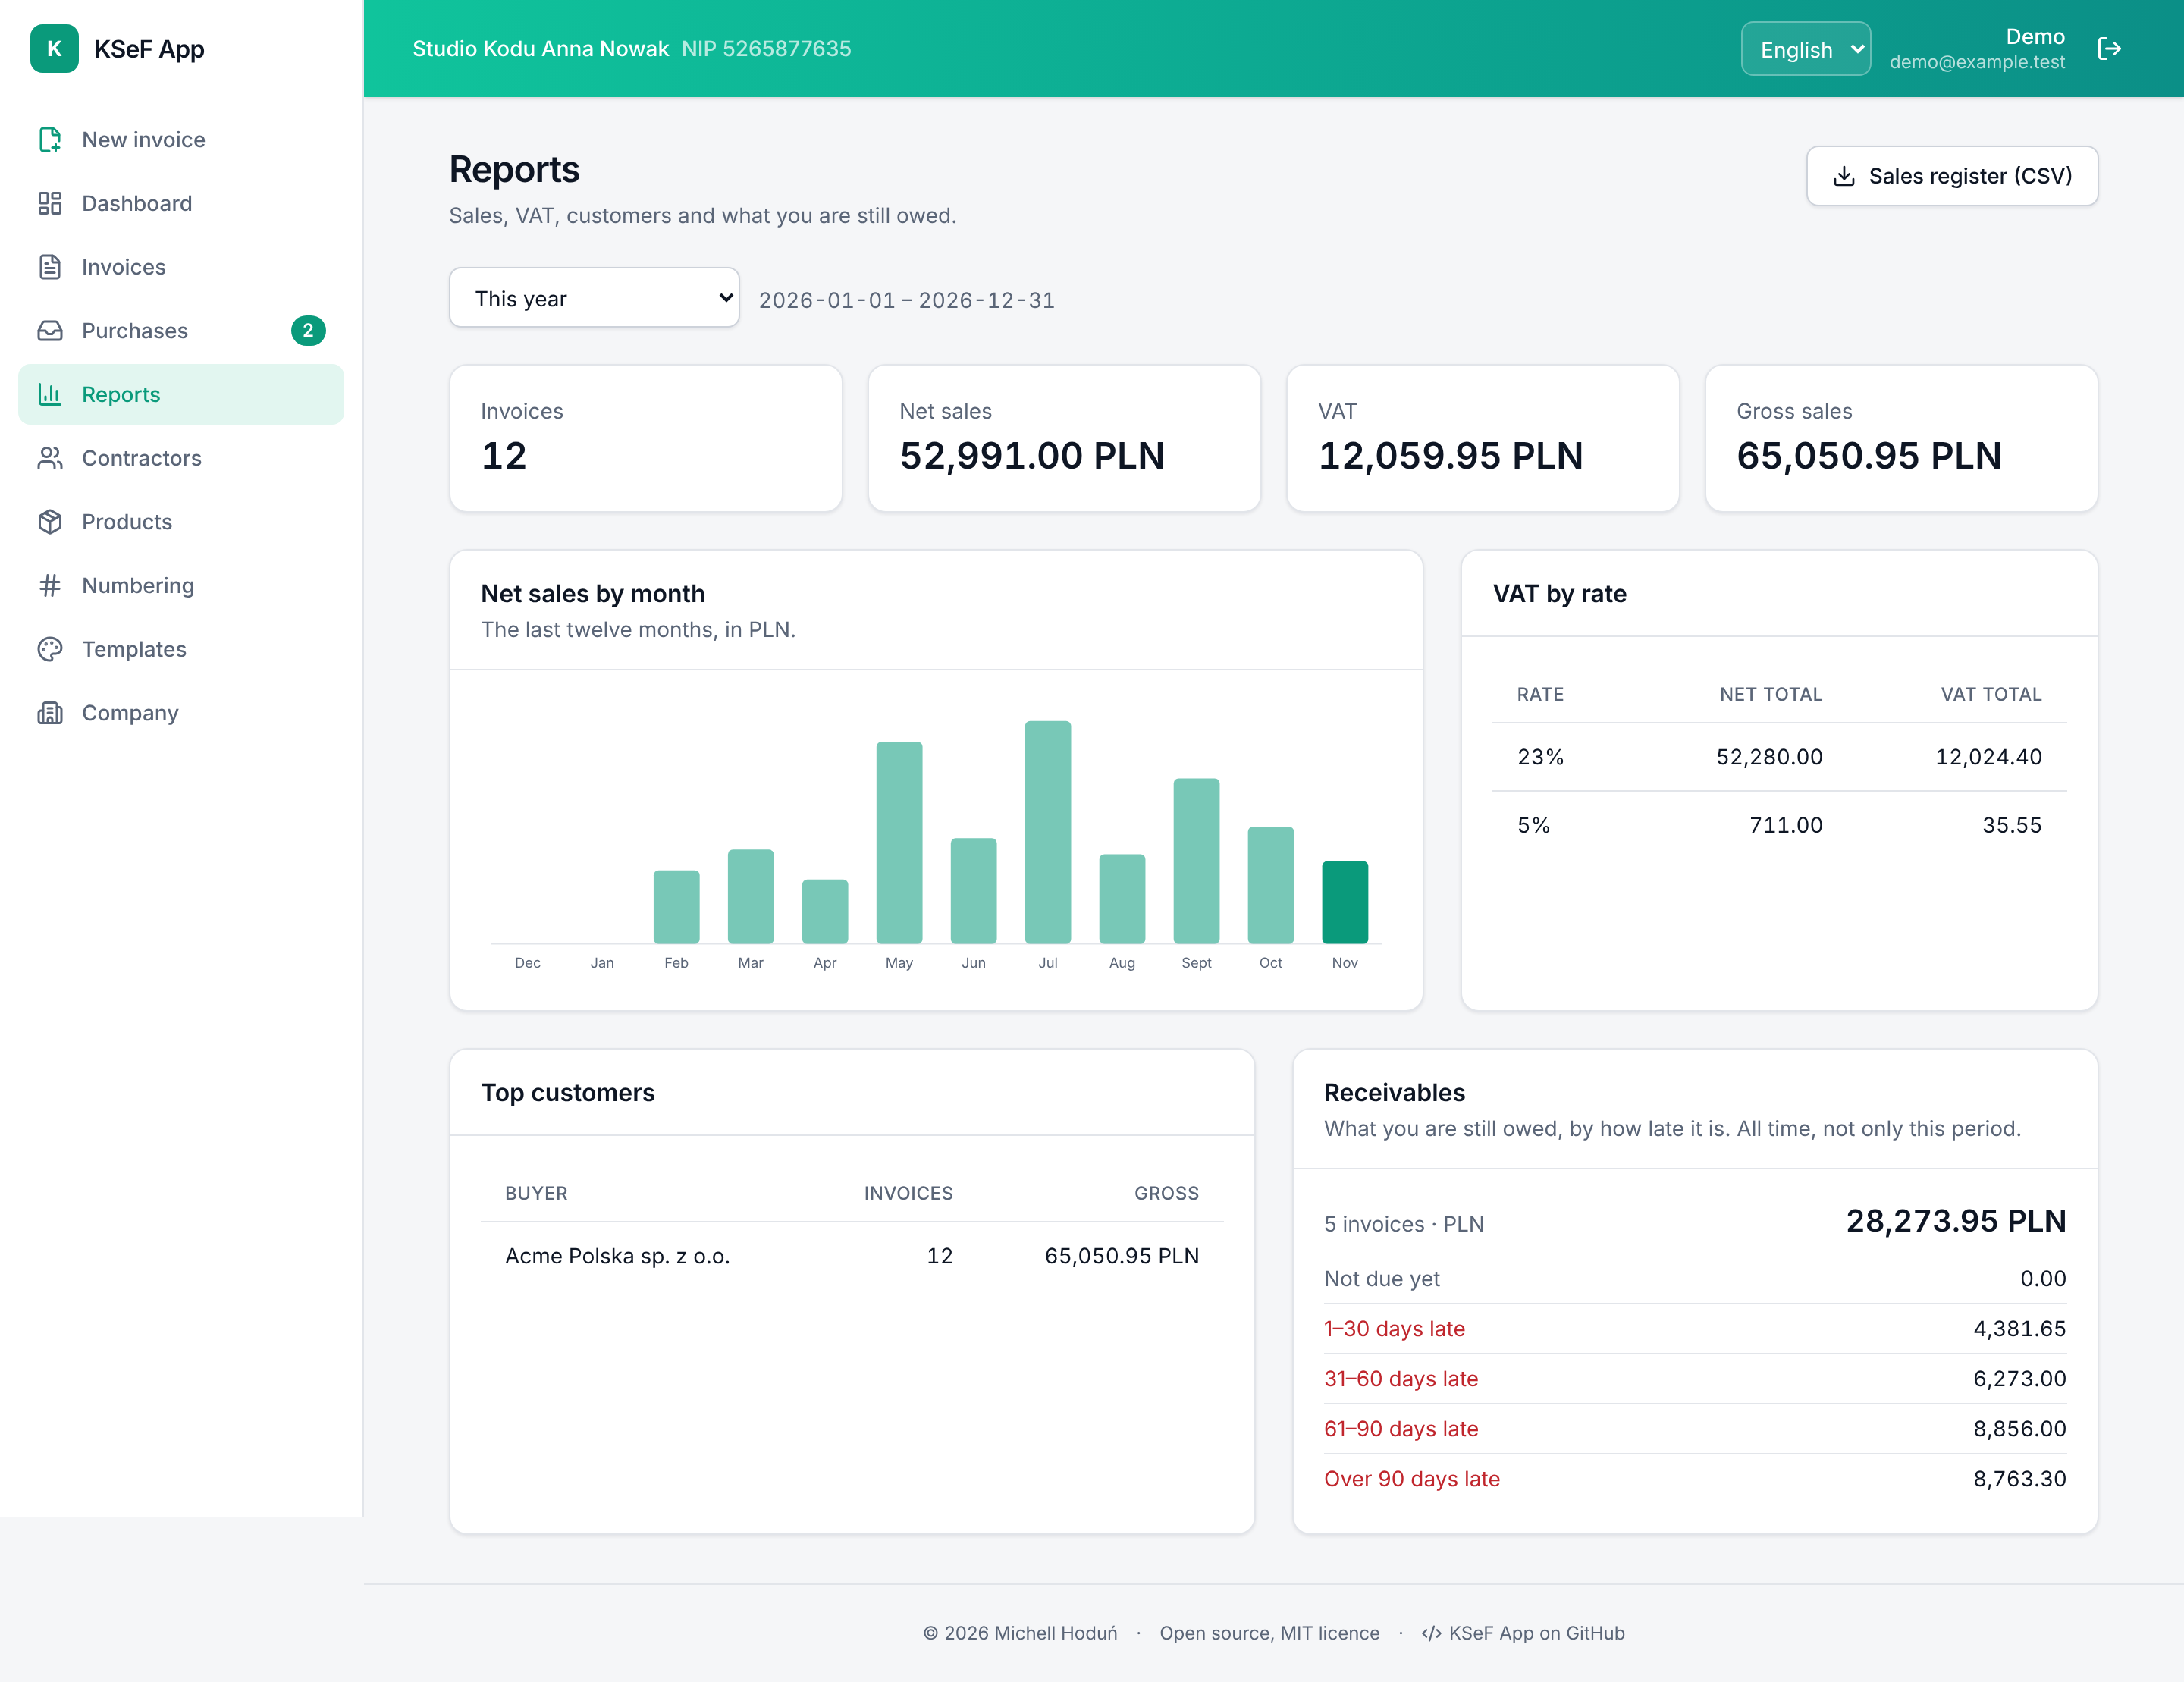 K KSeF App
New invoice
Dashboard
Invoices
Purchases 2
Reports
Contractors
Products
Numbering
Templates
Company
Studio Kodu Anna Nowak NIP 5265877635
English
Demo
demo@example.test
Reports
Sales, VAT, customers and what you are still owed.
Sales register (CSV)
This year 2026-01-01 – 2026-12-31
Invoices
12
Net sales
52,991.00 PLN
VAT
12,059.95 PLN
Gross sales
65,050.95 PLN
Net sales by month
The last twelve months, in PLN.
Dec Jan Feb Mar Apr May Jun Jul Aug Sept Oct Nov
VAT by rate
RATE NET TOTAL VAT TOTAL
23% 52,280.00 12,024.40
5% 711.00 35.55
Top customers
BUYER INVOICES GROSS
Acme Polska sp. z o.o. 12 65,050.95 PLN
Receivables
What you are still owed, by how late it is. All time, not only this period.
5 invoices · PLN 28,273.95 PLN
Not due yet 0.00
1–30 days late 4,381.65
31–60 days late 6,273.00
61–90 days late 8,856.00
Over 90 days late 8,763.30
© 2026 Michell Hoduń · Open source, MIT licence · KSeF App on GitHub